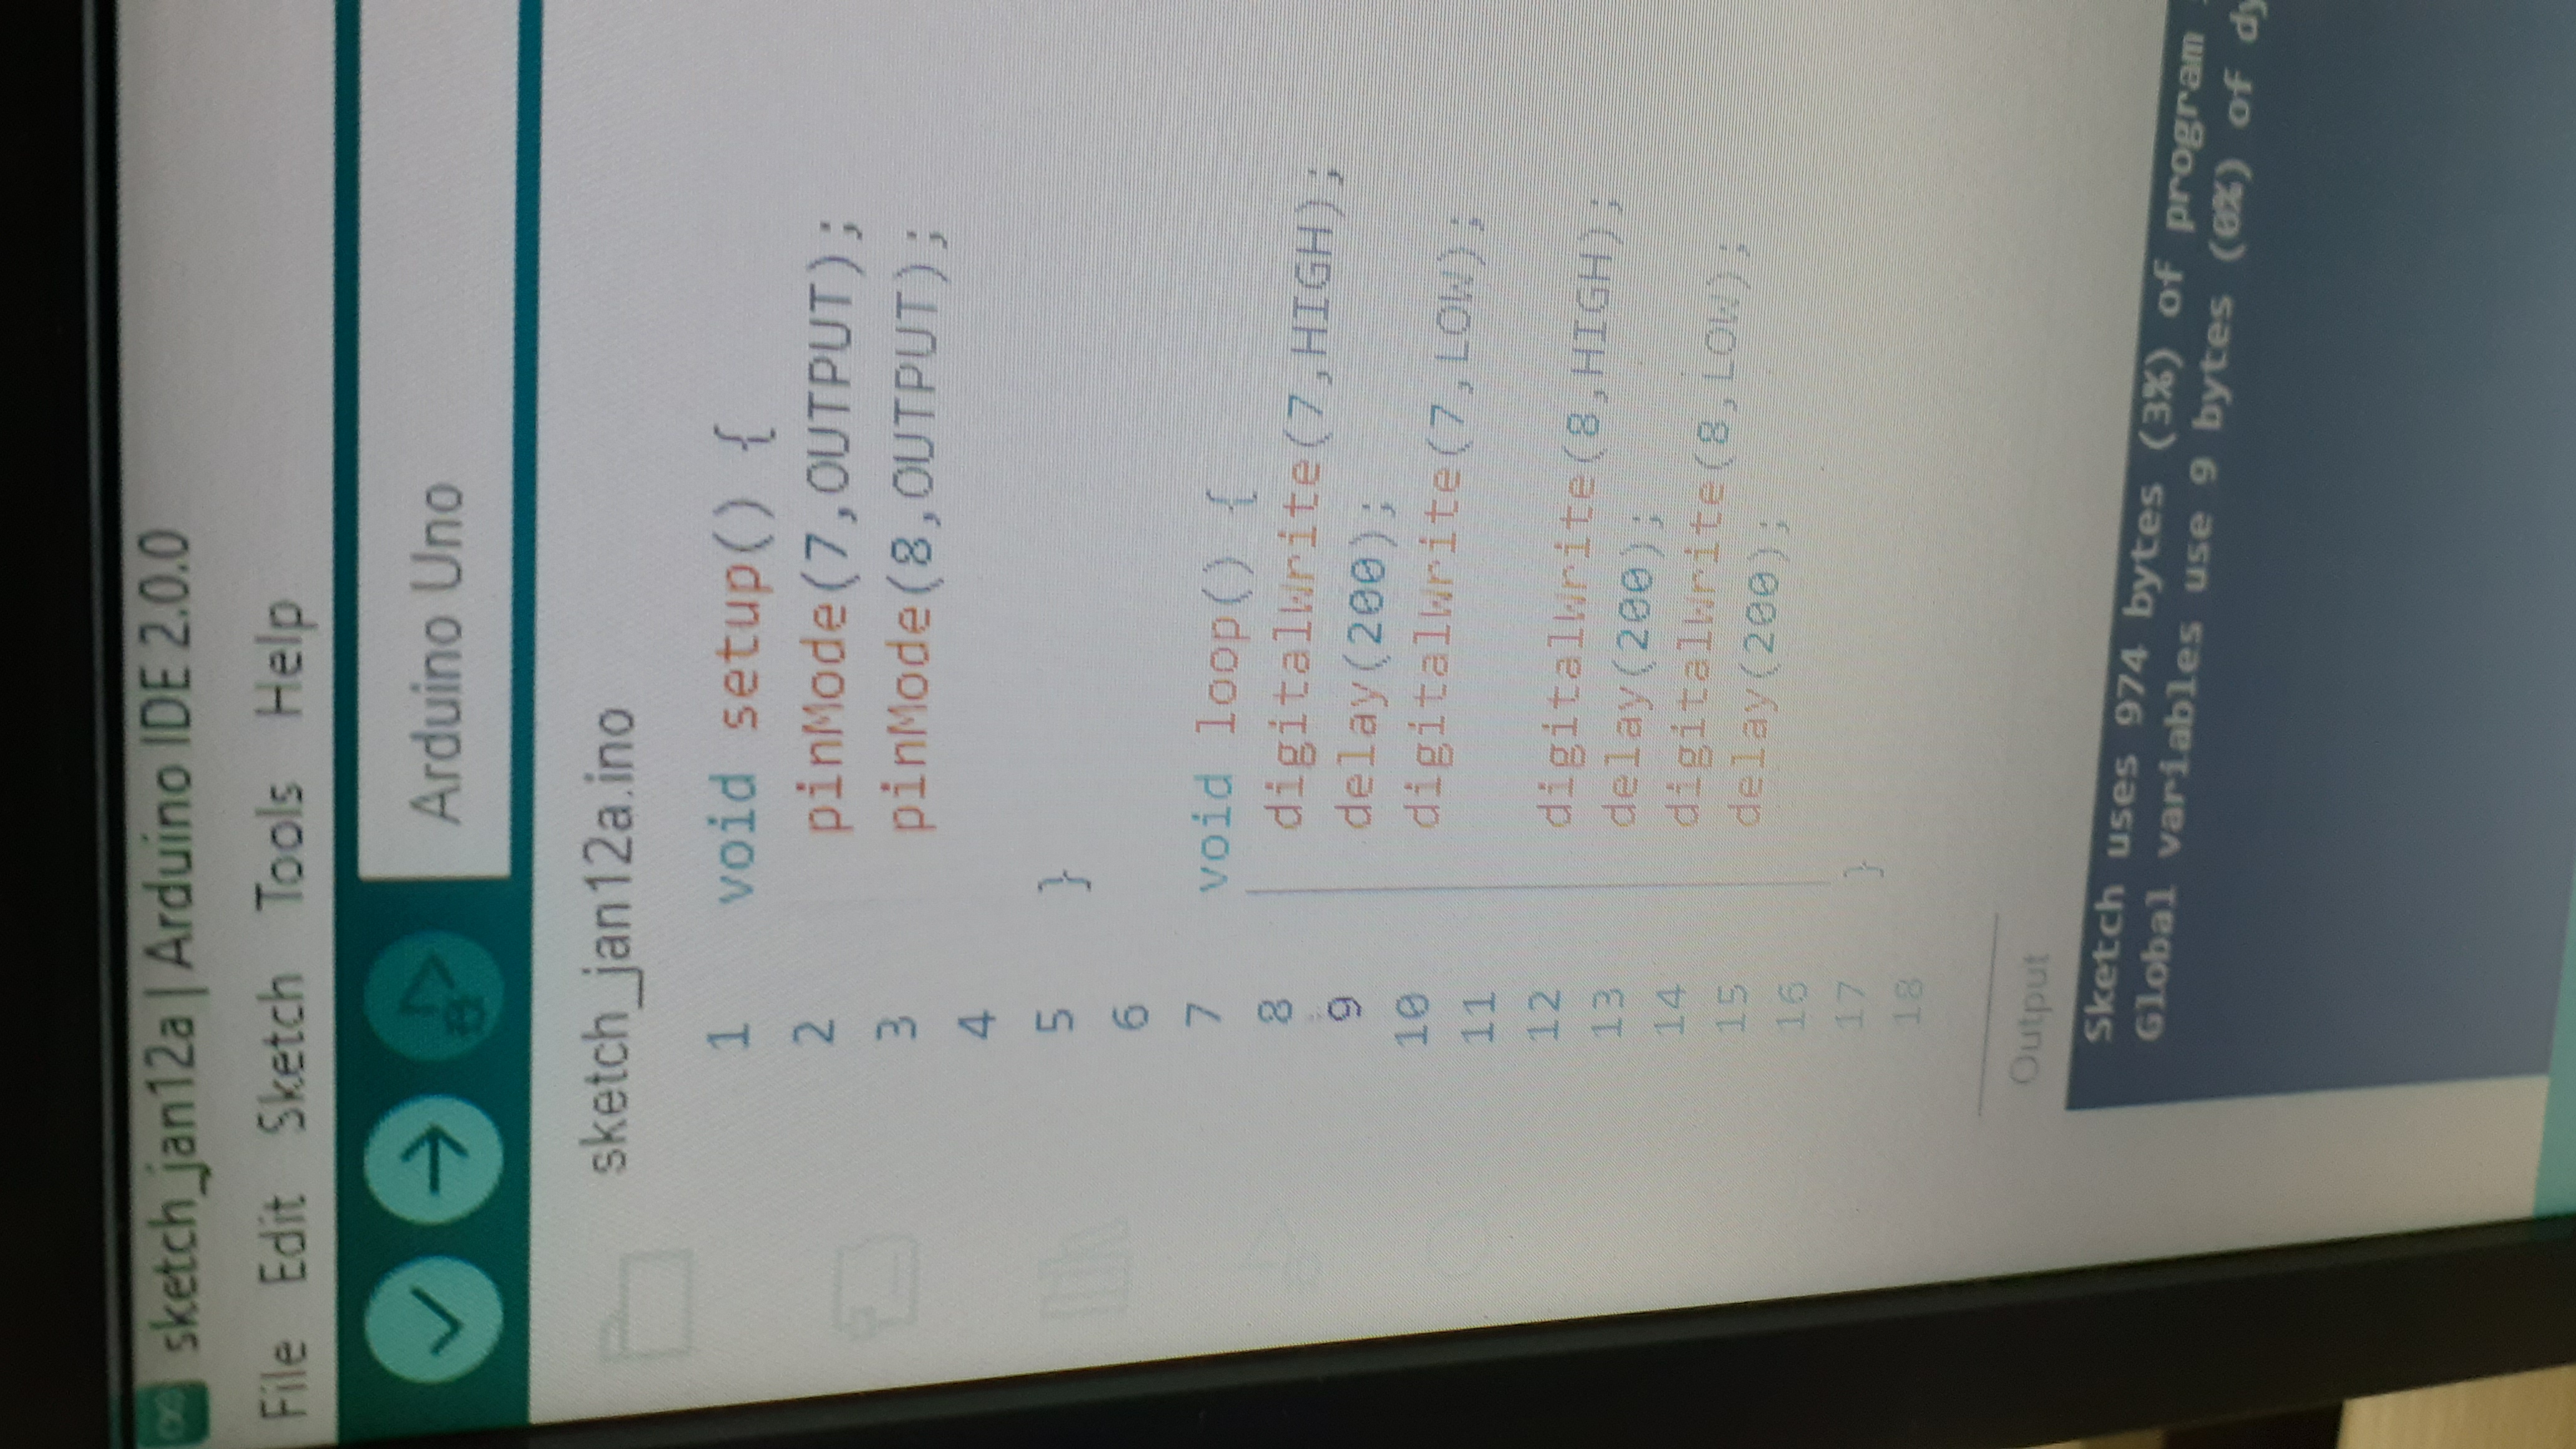 sketch_jan12a | Arduino IDE 2.0.0
File Edit Sketch Tools Help
Arduino Uno
sketch_jan12a.ino
1 void setup() {
2 pinMode(7,OUTPUT);
3 pinMode(8,OUTPUT);
4
5 }
6
7 void loop() {
8 digitalWrite(7,HIGH);
9 delay(200);
10 digitalWrite(7,LOW);
11
12 digitalWrite(8,HIGH);
13 delay(200);
14 digitalWrite(8,LOW);
15 delay(200);
16
17 }
18
Output
Sketch uses 974 bytes (3%) of program
Global variables use 9 bytes (0%) of